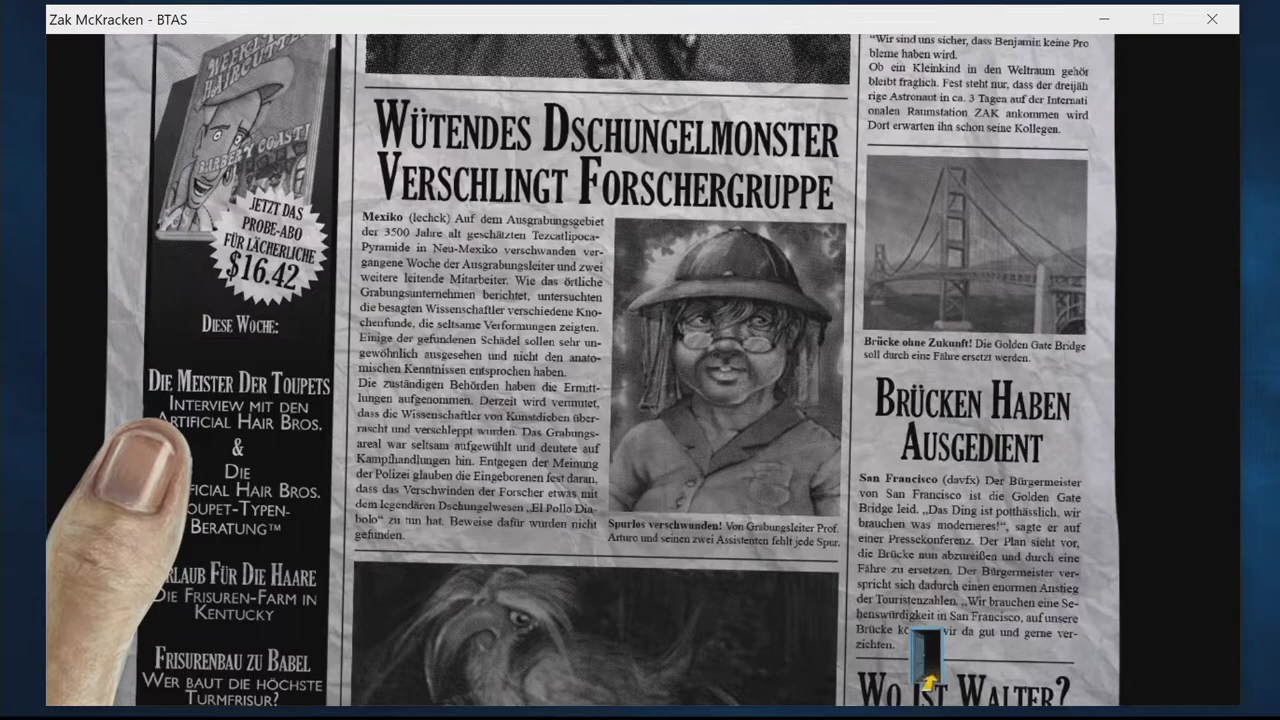 Zak McKracken - BTAS
WEEKLY
HAIRCUTTER
BARBERY COAST!
JETZT DAS
PROBE-ABO
FÜR LÄCHERLICHE
$16.42
DIESE WOCHE:
DIE MEISTER DER TOUPETS
INTERVIEW MIT DEN
ARTIFICIAL HAIR BROS.
&
DIE
FICIAL HAIR BROS.
OUPET-TYPEN-
BERATUNG™
RLAUB FÜR DIE HAARE
DIE FRISUREN-FARM IN
KENTUCKY
FRISURENBAU ZU BABEL
WER BAUT DIE HÖCHSTE
TURMFRISUR?
WÜTENDES DSCHUNGELMONSTER
VERSCHLINGT FORSCHERGRUPPE
Mexiko (lechck) Auf dem Ausgrabungsgebiet
der 3500 Jahre alt geschätzten Tezcatlipoca-
Pyramide in Neu-Mexiko verschwanden ver-
gangene Woche der Ausgrabungsleiter und zwei
weitere leitende Mitarbeiter. Wie das örtliche
Grabungsunternehmen berichtet, untersuchten
die besagten Wissenschaftler verschiedene Kno-
chenfunde, die seltsame Verformungen zeigten.
Einige der gefundenen Schädel sollen sehr un-
gewöhnlich ausgesehen und nicht den anato-
mischen Kenntnissen entsprochen haben.
Die zuständigen Behörden haben die Ermitt-
lungen aufgenommen. Derzeit wird vermutet,
dass die Wissenschaftler von Kunstdieben über-
rascht und verschleppt wurden. Das Grabungs-
areal war seltsam aufgewühlt und deutete auf
Kampfhandlungen hin. Entgegen der Meinung
der Polizei glauben die Eingeborenen fest daran,
dass das Verschwinden der Forscher etwas mit
dem legendären Dschungelwesen „El Pollo Dia-
bolo“ zu tun hat. Beweise dafür wurden nicht
gefunden.
Spurlos verschwunden! Von Grabungsleiter Prof.
Arturo und seinen zwei Assistenten fehlt jede Spur.
"Wir sind uns sicher, dass Benjamin keine Pro
bleme haben wird.
Ob ein Kleinkind in den Weltraum gehör
bleibt fraglich. Fest steht nur, dass der dreijäh
rige Astronaut in ca. 3 Tagen auf der Internati
onalen Raumstation ZAK ankommen wird
Dort erwarten ihn schon seine Kollegen.
Brücke ohne Zukunft! Die Golden Gate Bridge
soll durch eine Fähre ersetzt werden.
BRÜCKEN HABEN
AUSGEDIENT
San Francisco (davfx) Der Bürgermeister
von San Francisco ist die Golden Gate
Bridge leid. „Das Ding ist potthässlich, wir
brauchen was moderneres!“, sagte er auf
einer Pressekonferenz. Der Plan sieht vor,
die Brücke nun abzureißen und durch eine
Fähre zu ersetzen. Der Bürgermeister ver-
spricht sich dadurch einen enormen Anstieg
der Touristenzahlen. „Wir brauchen eine Se-
henswürdigkeit in San Francisco, auf unsere
Brücke kö wir da gut und gerne ver-
zichten.
WO IST WALTER?